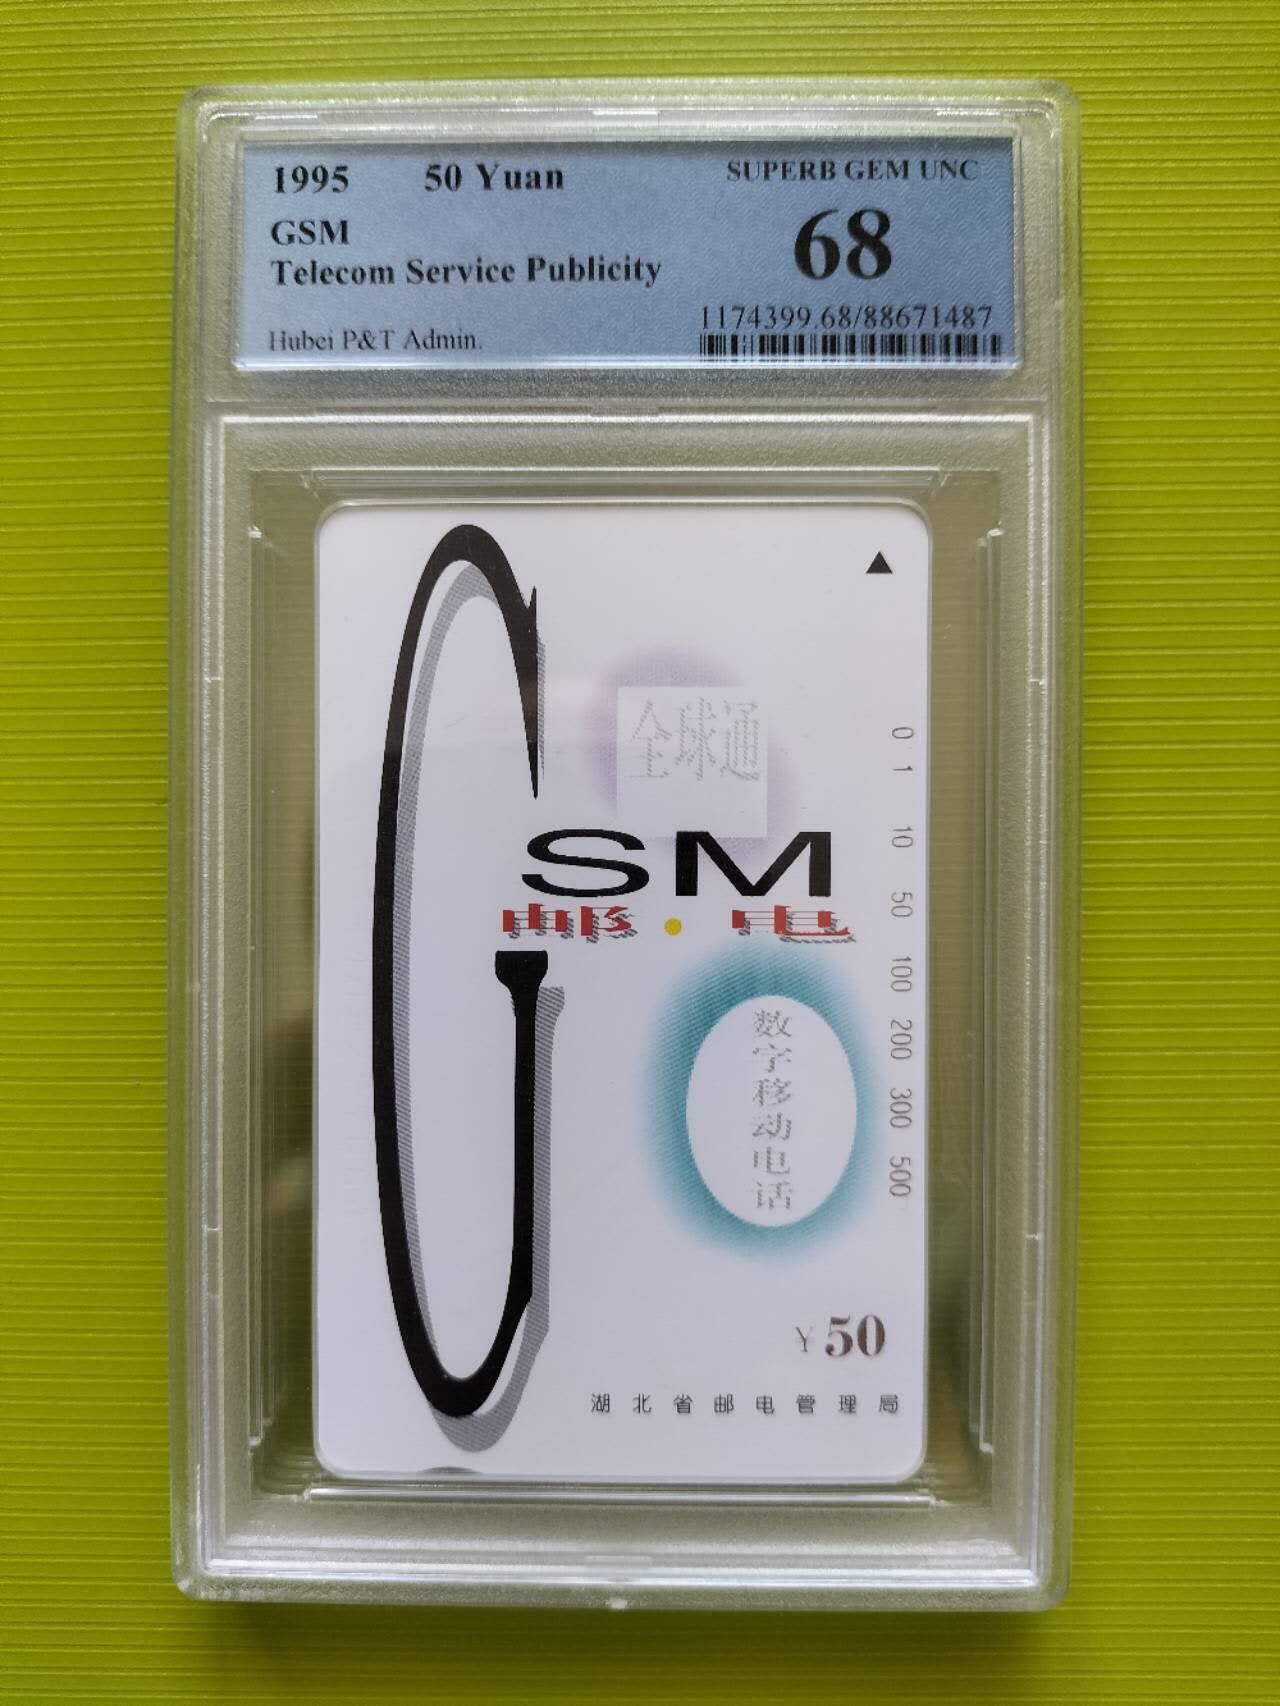 1995 50 Yuan
GSM
Telecom Service Publicity
Hubei P&T Admin.
SUPERB GEM UNC
68
1174399.68/88671487
全球通
GSM
邮·电
数字移动电话
0 1 10 50 100 200 300 500
¥50
湖北省邮电管理局